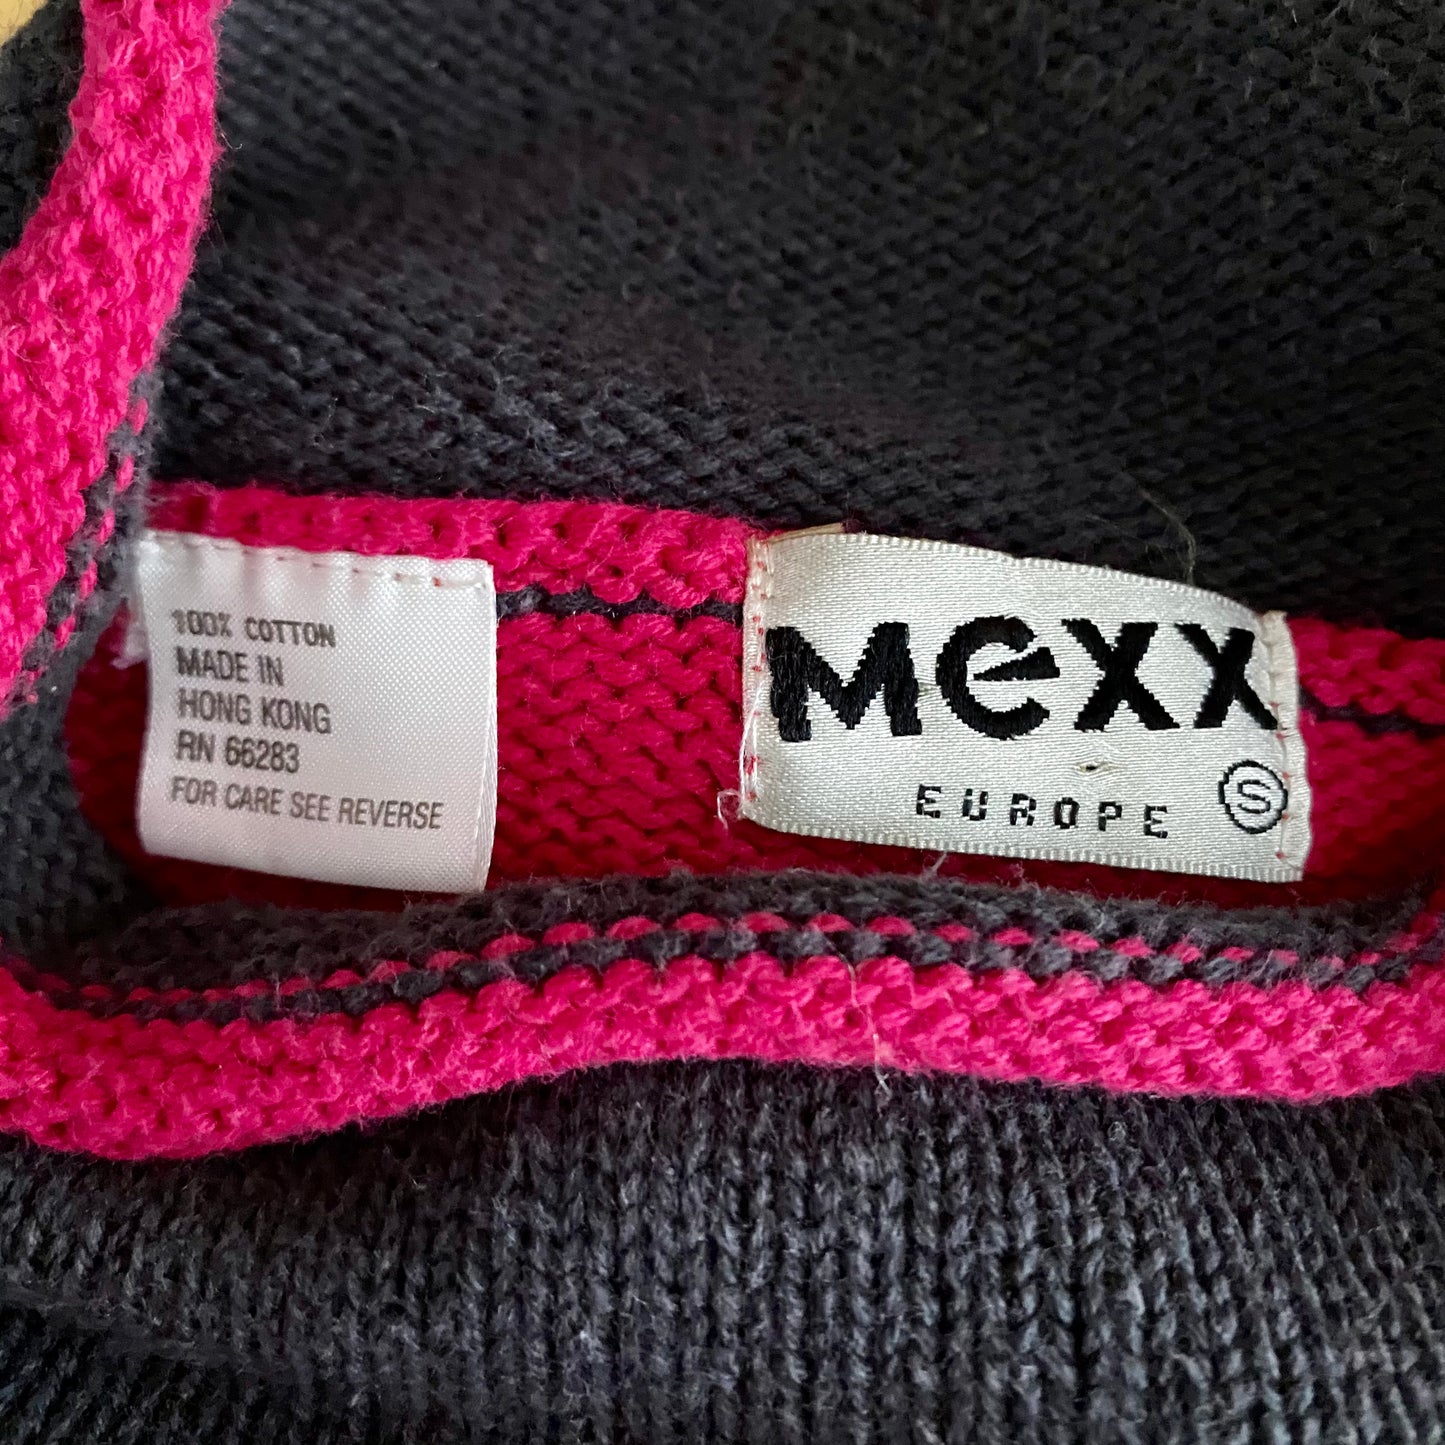 100% COTTON
MADE IN
HONG KONG
RN 66283
FOR CARE SEE REVERSE
mexx
EUROPE
S